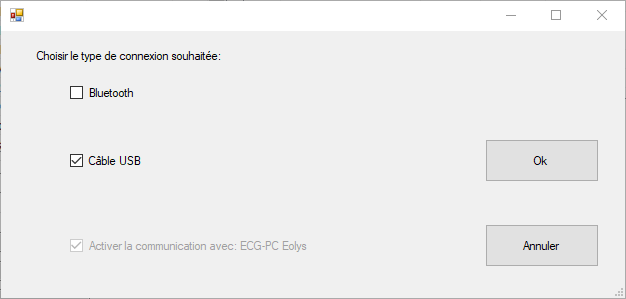 Choisir le type de connexion souhaitée:
Bluetooth
Câble USB
Ok
Activer la communication avec: ECG-PC Eolys
Annuler